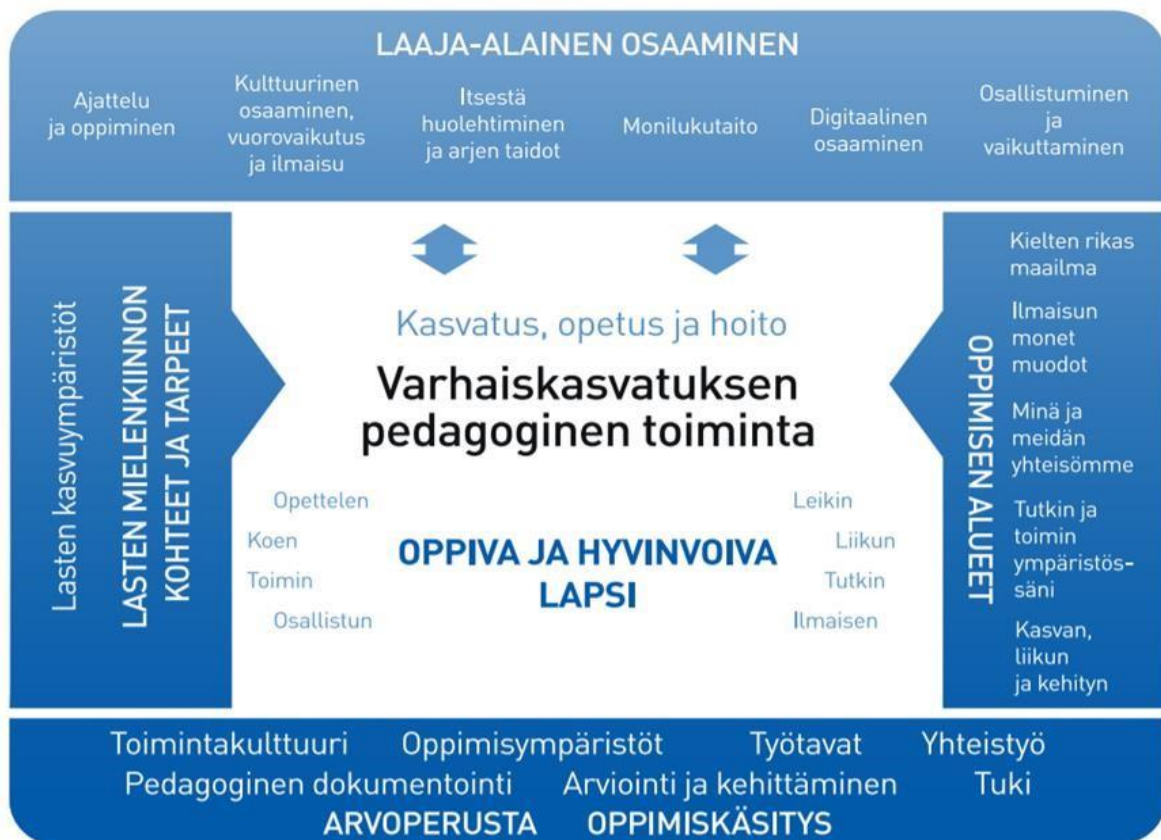 LAAJA-ALAINEN OSAAMINEN
Ajattelu
ja oppiminen
Kulttuurinen
osaaminen,
vuorovaikutus
ja ilmaisu
Itsestä
huolehtiminen
ja arjen taidot
Monilukutaito
Digitaalinen
osaaminen
Osallistuminen
ja
vaikuttaminen
Lasten kasvuympäristöt
LASTEN MIELENKIINNON
KOHTEET JA TARPEET
Kasvatus, opetus ja hoito
Varhaiskasvatuksen
pedagoginen toiminta
Opettelen
Koen
Toimin
Osallistun
OPPIVA JA HYVINVOIVA
LAPSI
Leikin
Liikun
Tutkin
Ilmaisen
OPPIMISEN ALUEET
Kielten rikas
maailma
Ilmaisun
monet
muodot
Minä ja
meidän
yhteisömme
Tutkin ja
toimin
ympäristös-
säni
Kasvan,
liikun
ja kehityn
Toimintakulttuuri Oppimisympäristöt Työtavat Yhteistyö
Pedagoginen dokumentointi Arviointi ja kehittäminen Tuki
ARVOPERUSTA OPPIMISKÄSITYS